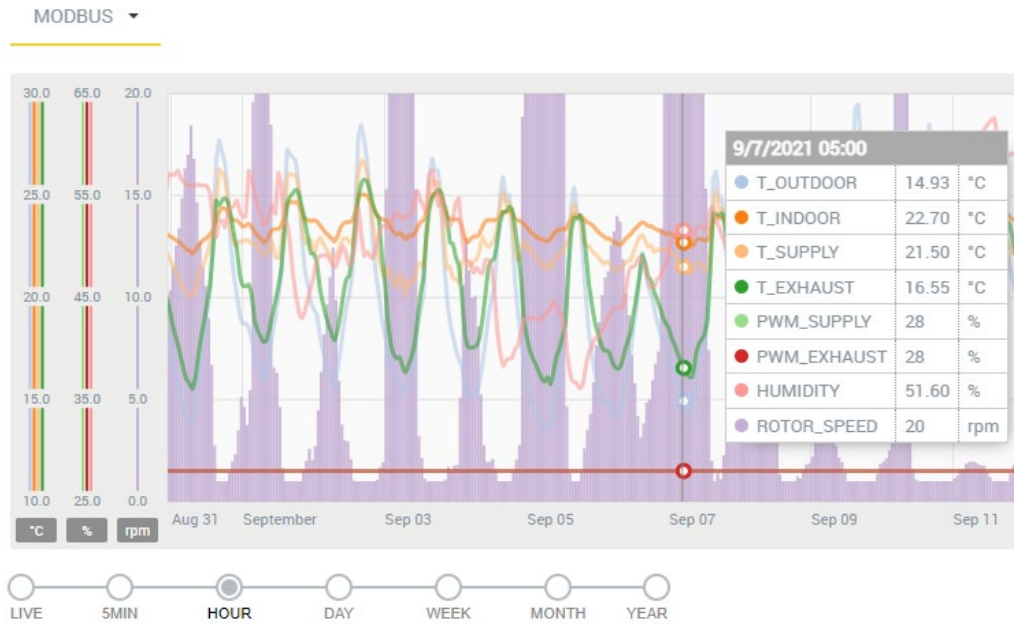 MODBUS
30.0 65.0 20.0
25.0 55.0 15.0
20.0 45.0 10.0
15.0 35.0 5.0
10.0 25.0 0.0
°C % rpm
Aug 31 September Sep 03 Sep 05 Sep 07 Sep 09 Sep 11
9/7/2021 05:00
T_OUTDOOR 14.93 °C
T_INDOOR 22.70 °C
T_SUPPLY 21.50 °C
T_EXHAUST 16.55 °C
PWM_SUPPLY 28 %
PWM_EXHAUST 28 %
HUMIDITY 51.60 %
ROTOR_SPEED 20 rpm
LIVE 5MIN HOUR DAY WEEK MONTH YEAR